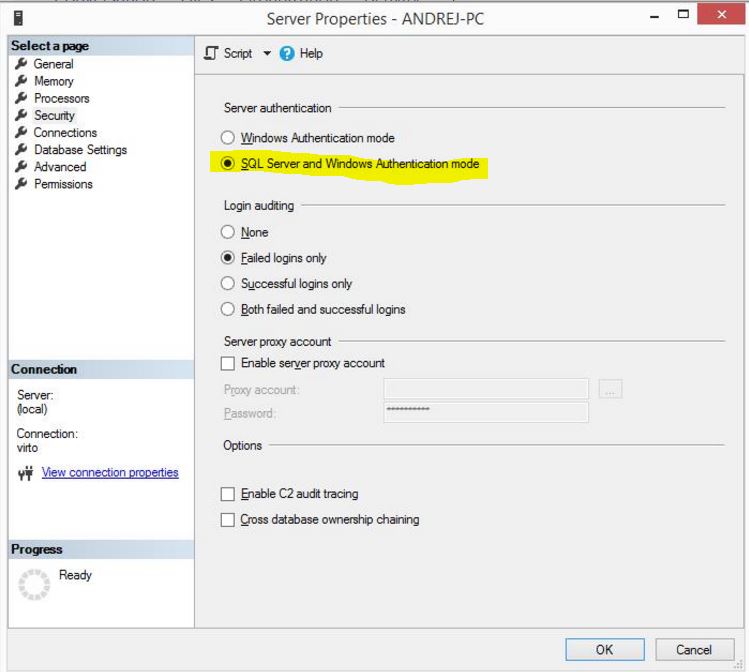 Server Properties - ANDREJ-PC
Select a page
General
Memory
Processors
Security
Connections
Database Settings
Advanced
Permissions
Script
Help
Server authentication
Windows Authentication mode
SQL Server and Windows Authentication mode
Login auditing
None
Failed logins only
Successful logins only
Both failed and successful logins
Server proxy account
Enable server proxy account
Proxy account:
...
Password:
**********
Options
Enable C2 audit tracing
Cross database ownership chaining
Connection
Server:
(local)
Connection:
virto
View connection properties
Progress
Ready
OK
Cancel